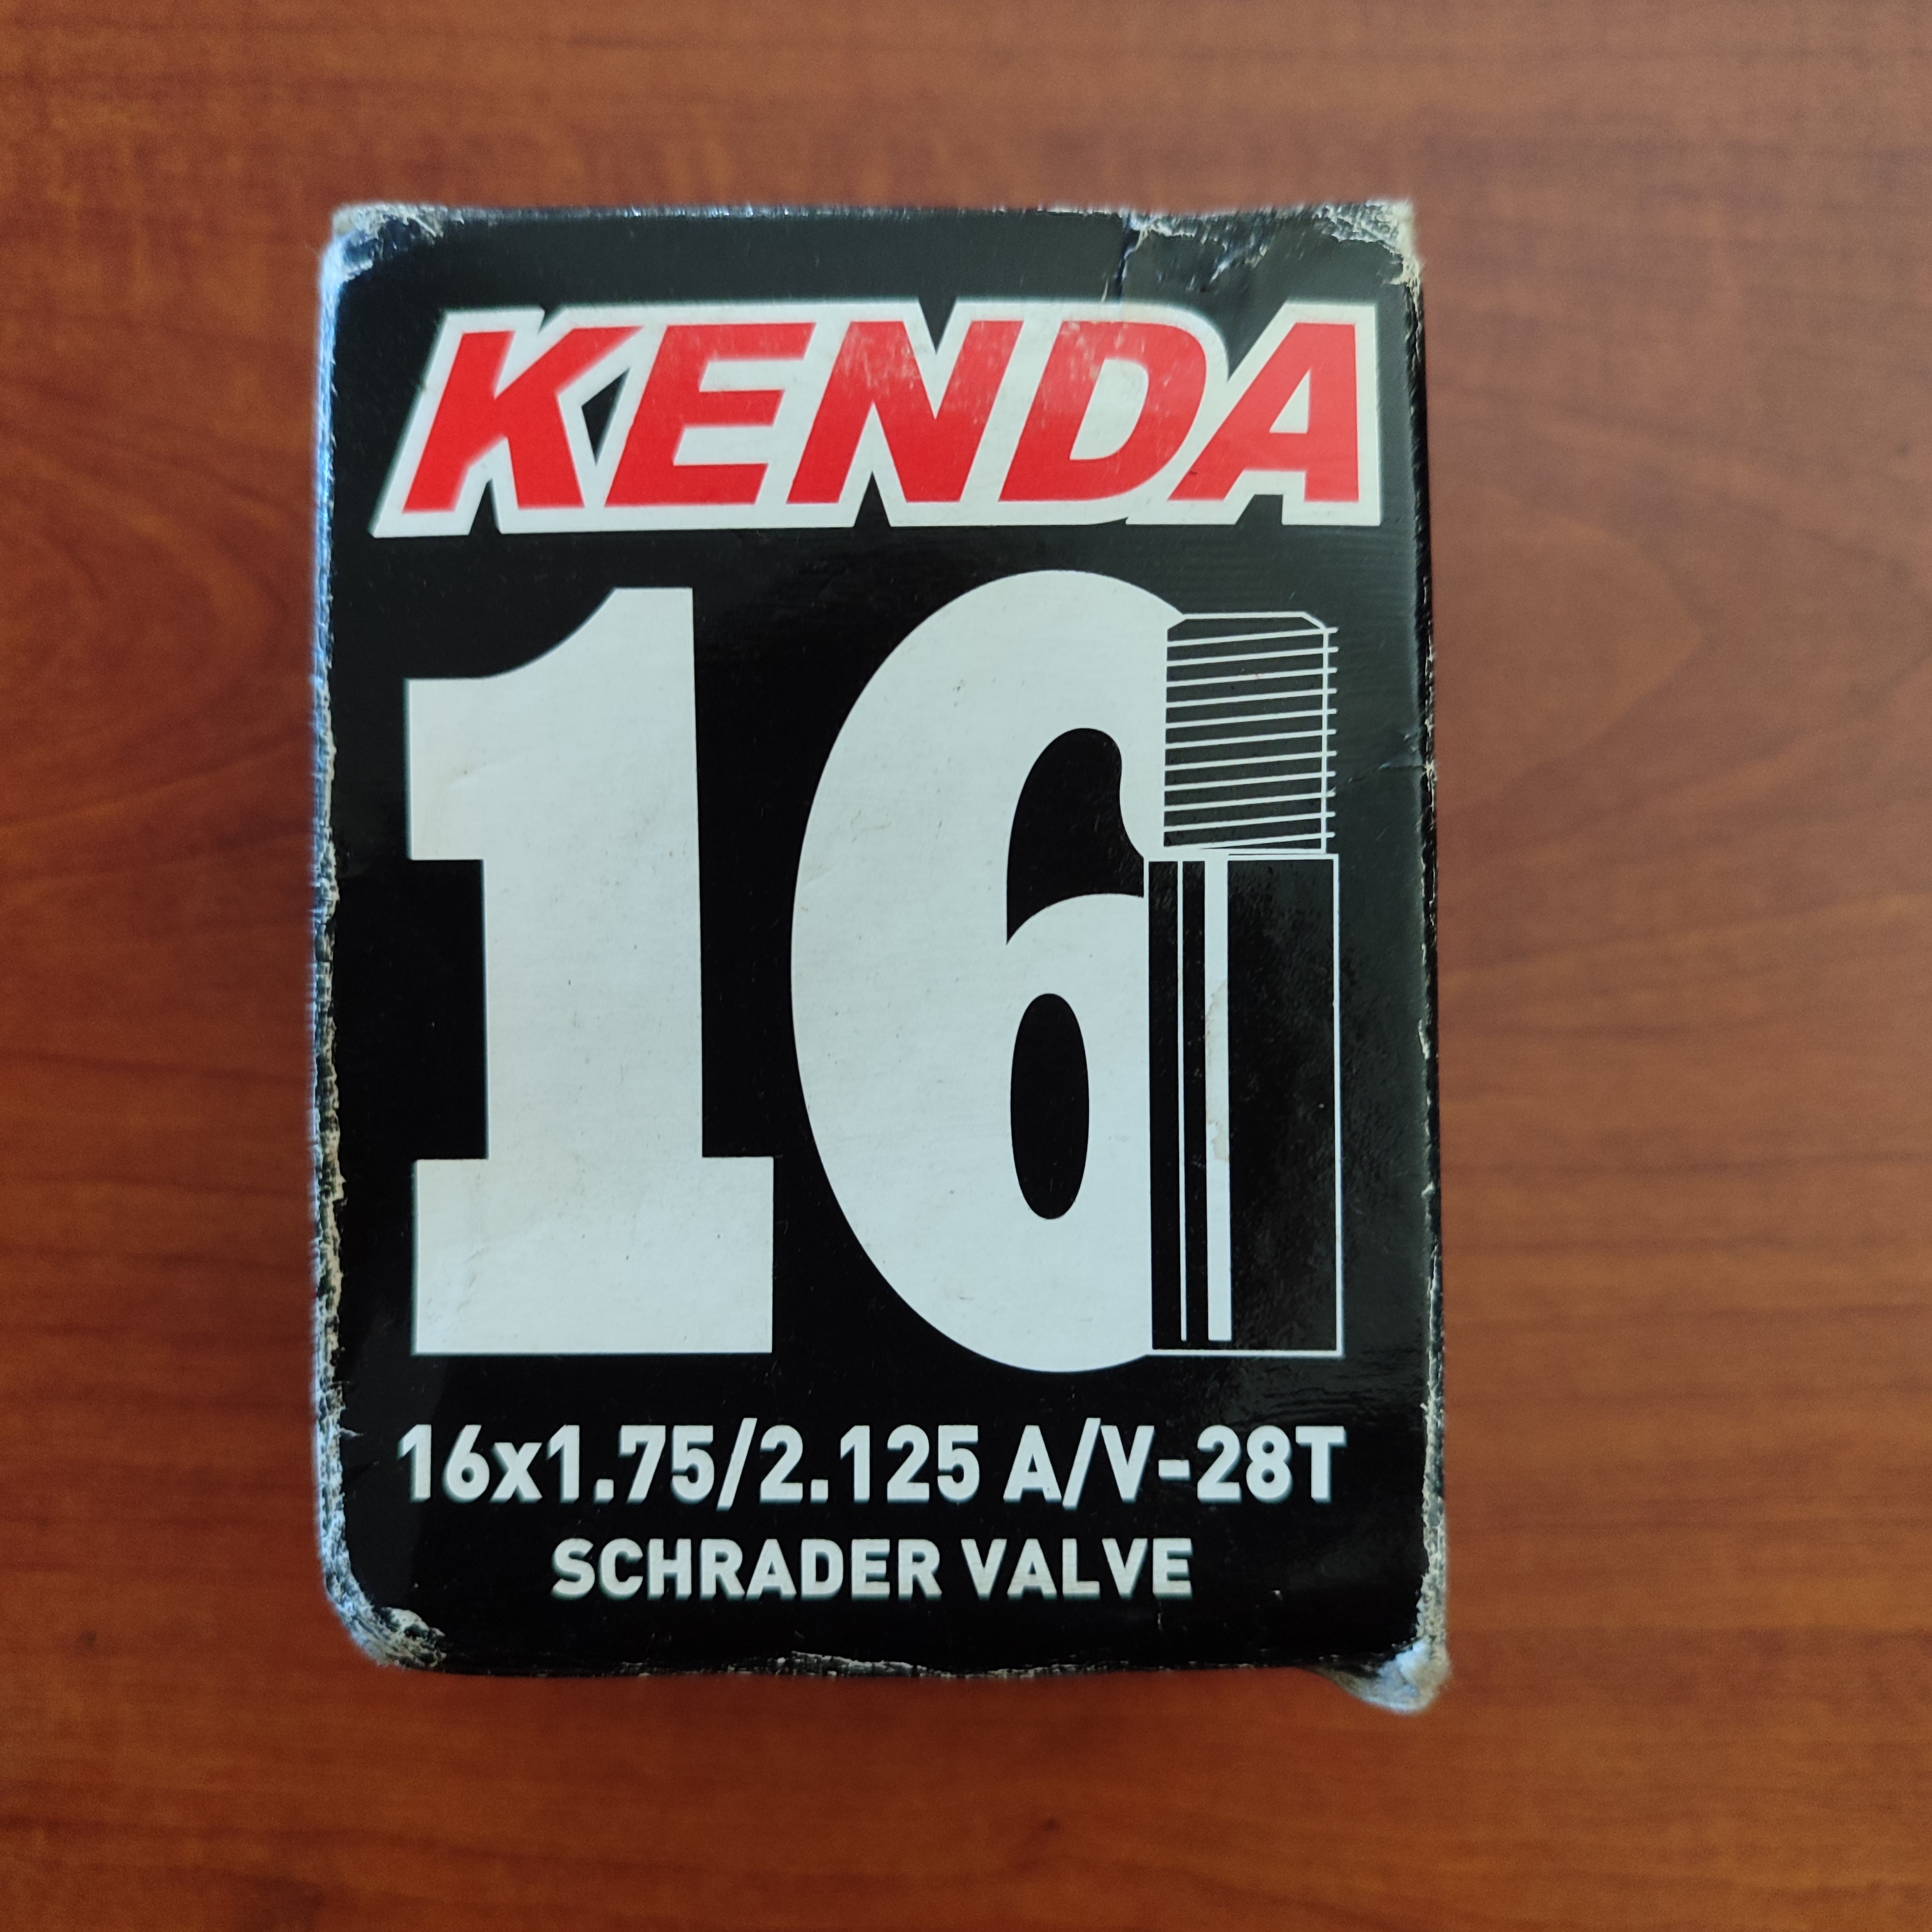 KENDA
16
16x1.75/2.125 A/V-28T
SCHRADER VALVE